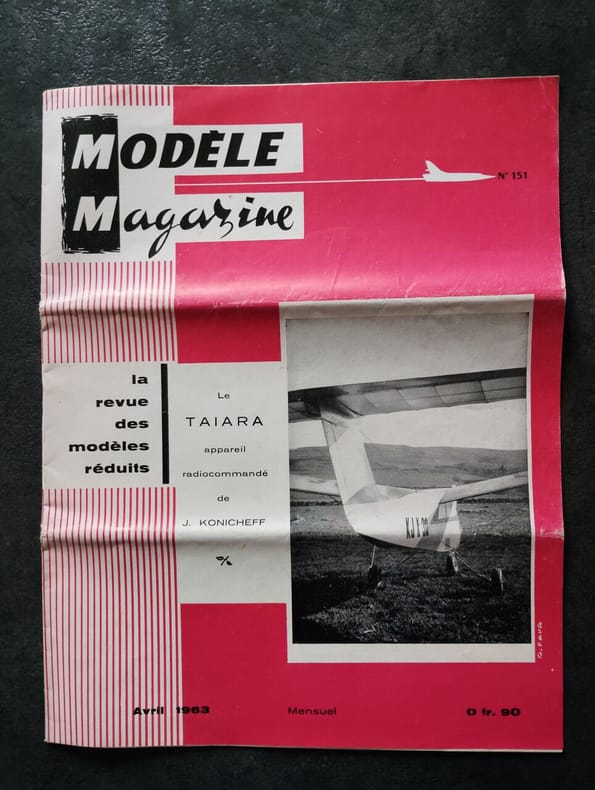 MODÈLE
N° 151
Magazine
la
revue
des
modèles
réduits
Le
TAIARA
appareil
radiocommandé
de
J. KONICHEFF
Avril 1963
Mensuel
0 fr. 90